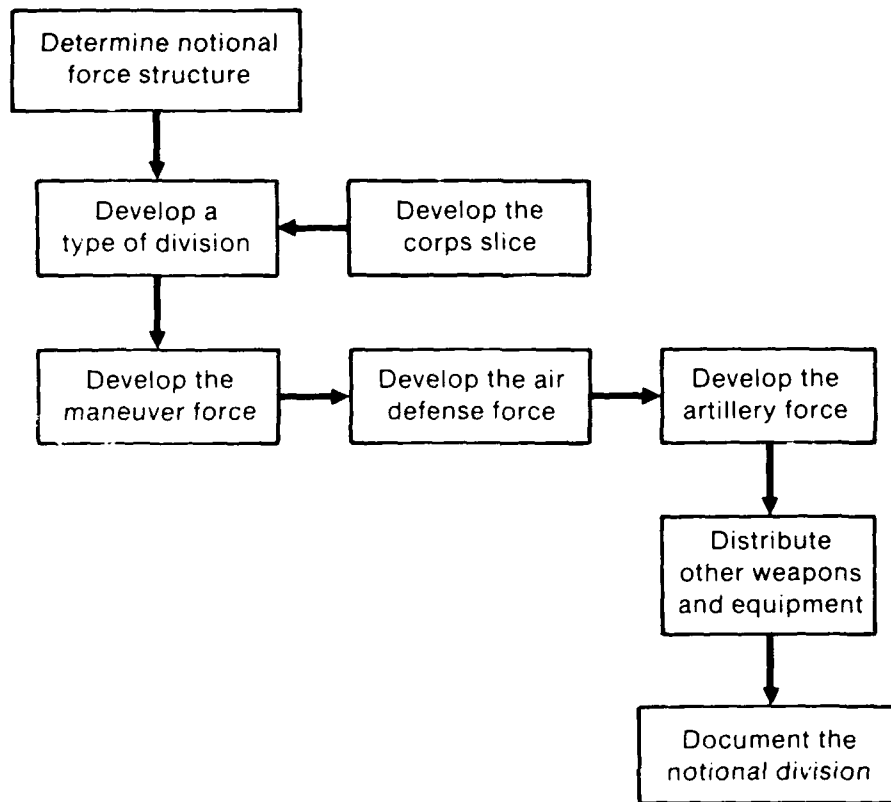 Determine notional
force structure
Develop a
type of division
Develop the
corps slice
Develop the
maneuver force
Develop the air
defense force
Develop the
artillery force
Distribute
other weapons
and equipment
Document the
notional division